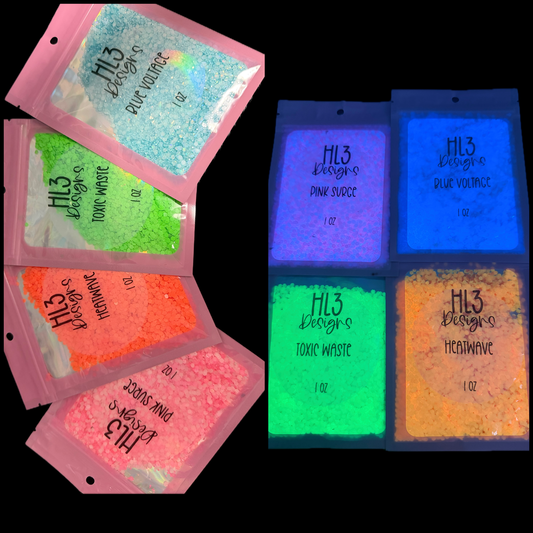 HL3
Designs
BLUE VOLTAGE
1 OZ
HL3
Designs
TOXIC WASTE
1 OZ
HL3
Designs
HEATWAVE
1 OZ
HL3
Designs
PINK SURGE
1 OZ
HL3
Designs
PINK SURGE
1 OZ
HL3
Designs
BLUE VOLTAGE
1 OZ
HL3
Designs
TOXIC WASTE
1 OZ
HL3
Designs
HEATWAVE
1 OZ